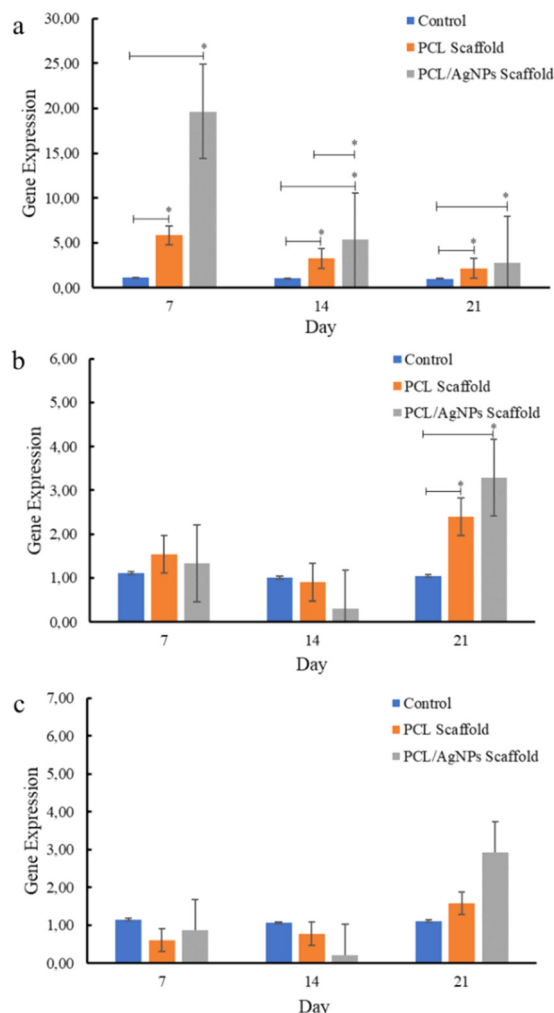 a
30,00
25,00
20,00
15,00
10,00
5,00
0,00
Gene Expression
Control
PCL Scaffold
PCL/AgNPs Scaffold
*
*
*
*
*
*
*
7 14 21
Day
b
6,00
5,00
4,00
3,00
2,00
1,00
0,00
Gene Expression
Control
PCL Scaffold
PCL/AgNPs Scaffold
*
*
7 14 21
Day
c
7,00
6,00
5,00
4,00
3,00
2,00
1,00
0,00
Gene Expression
Control
PCL Scaffold
PCL/AgNPs Scaffold
7 14 21
Day